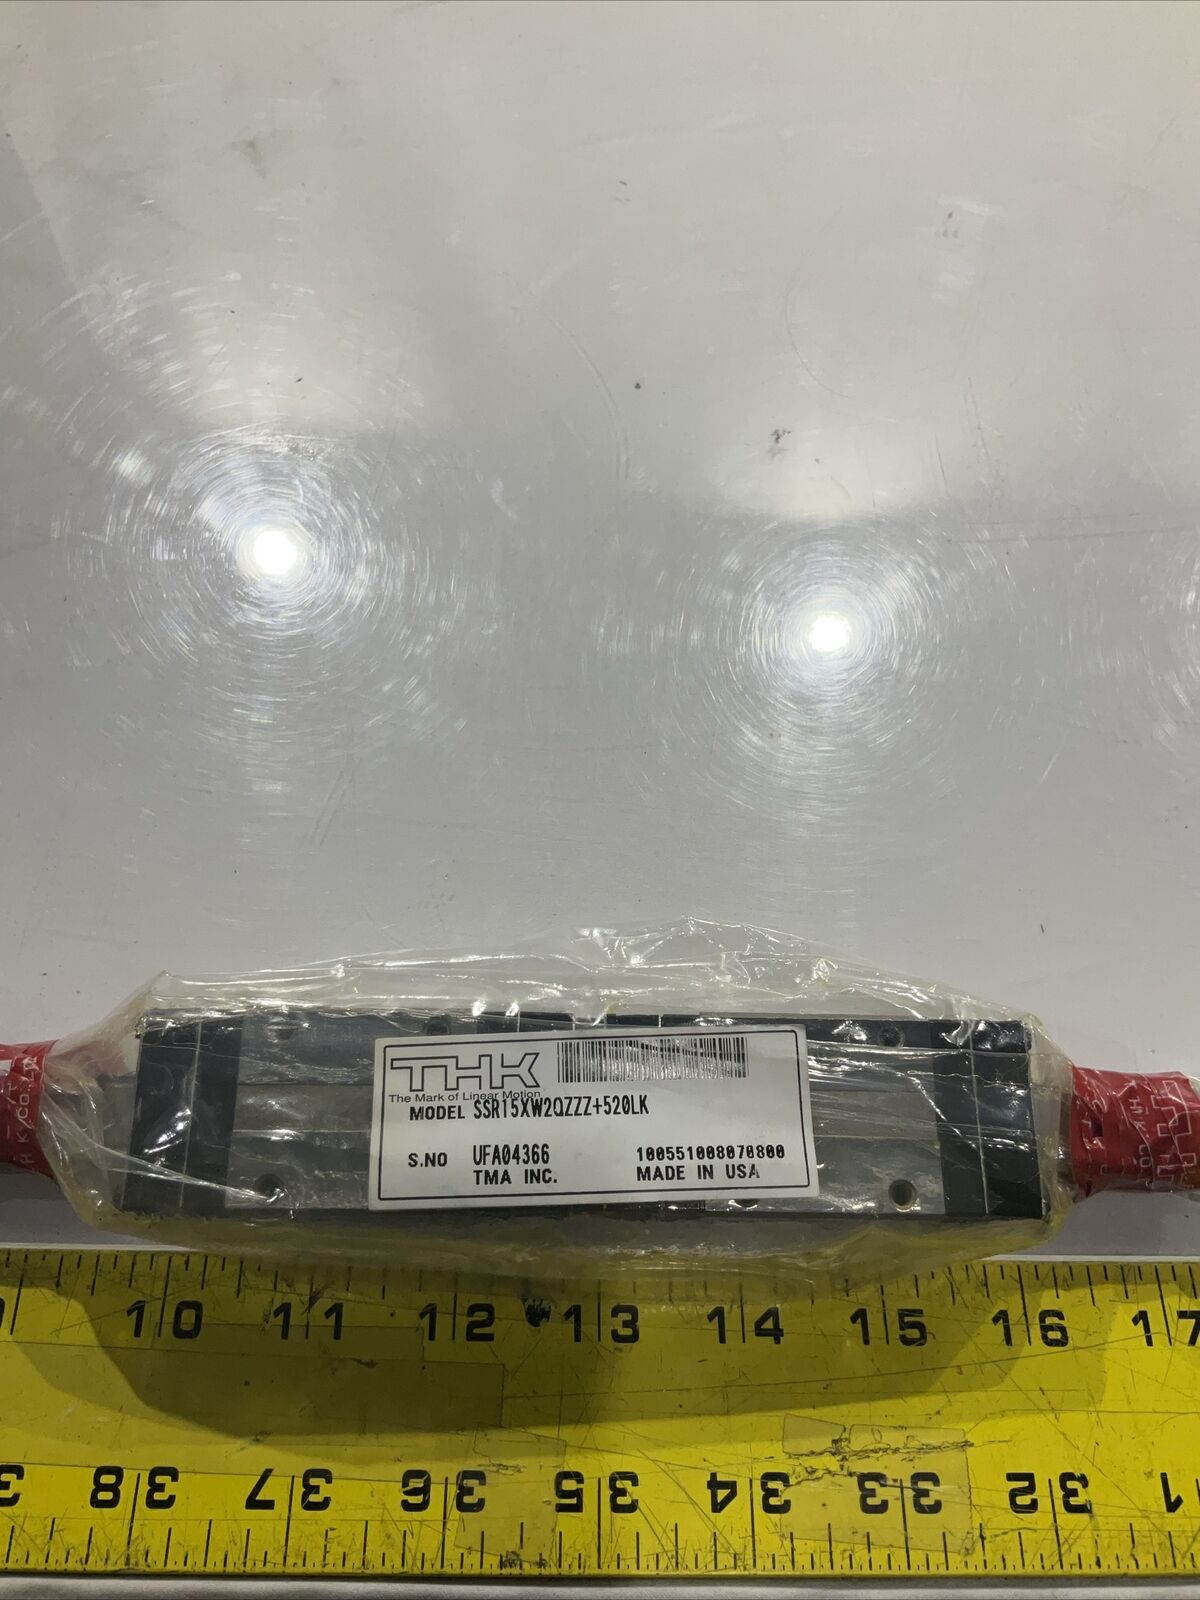 THK
The Mark of Linear Motion
MODEL SSR15XW2QZZZ+520LK
S.NO UFA04366 100551008070800
TMA INC. MADE IN USA
10 11 12 13 14 15 16 17
38 37 36 35 34 33 32